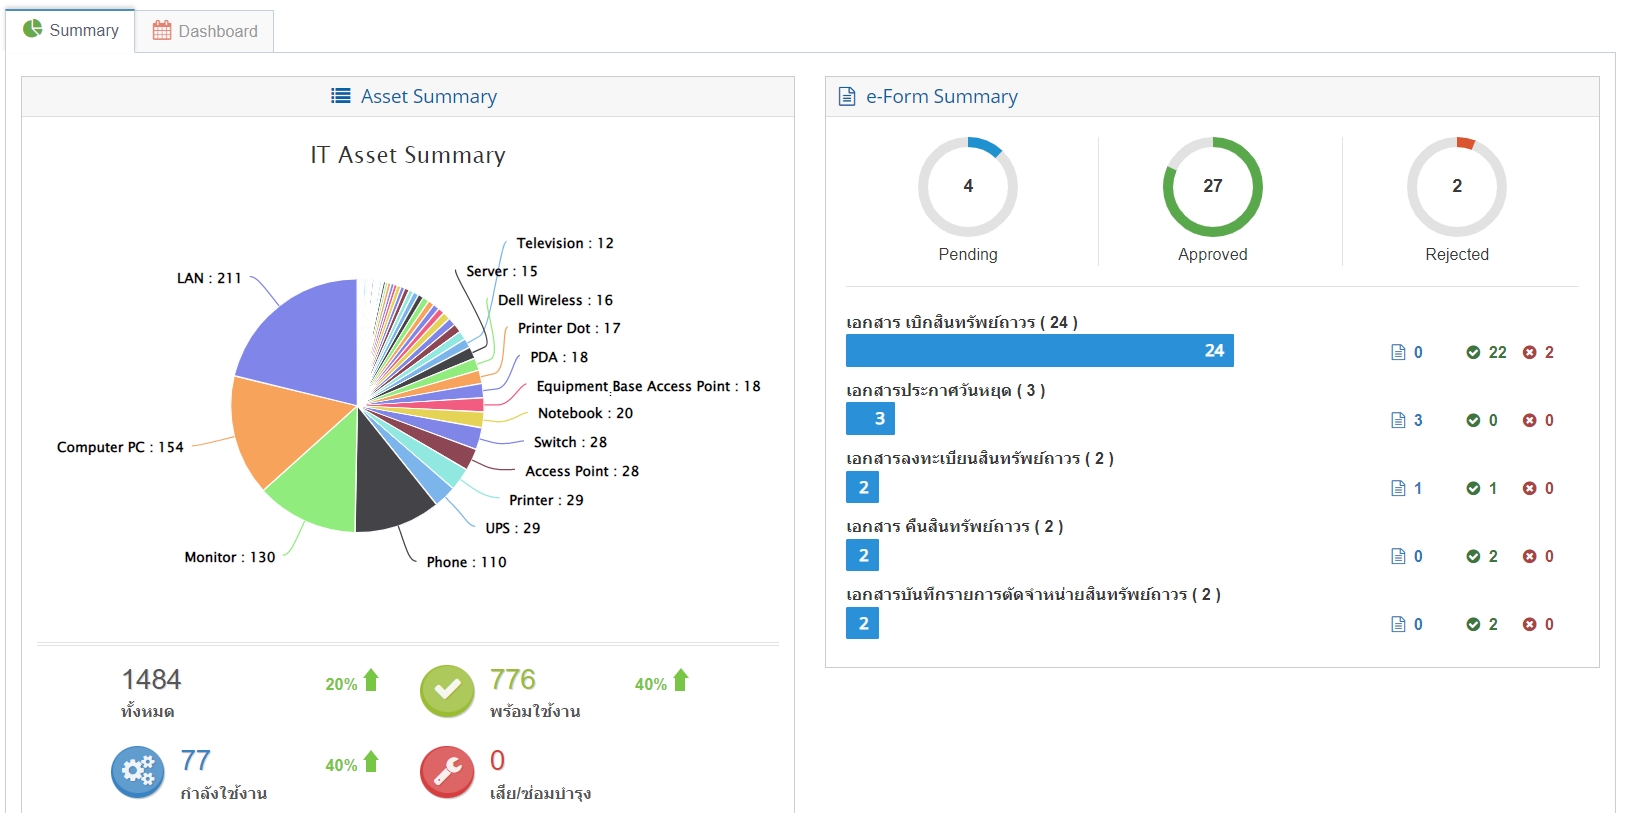 Summary
Dashboard
Asset Summary
IT Asset Summary
Television : 12
Server : 15
LAN : 211
Dell Wireless : 16
Printer Dot : 17
PDA : 18
Equipment Base Access Point : 18
Notebook : 20
Switch : 28
Computer PC : 154
Access Point : 28
Printer : 29
UPS : 29
Monitor : 130
Phone : 110
1484
ทั้งหมด
20%
776
พร้อมใช้งาน
40%
77
กำลังใช้งาน
40%
0
เสีย/ซ่อมบำรุง
e-Form Summary
4
Pending
27
Approved
2
Rejected
เอกสาร เบิกสินทรัพย์ถาวร ( 24 )
24
0 22 2
เอกสารประกาศวันหยุด ( 3 )
3
3 0 0
เอกสารลงทะเบียนสินทรัพย์ถาวร ( 2 )
2
1 1 0
เอกสาร คืนสินทรัพย์ถาวร ( 2 )
2
0 2 0
เอกสารบันทึกรายการตัดจำหน่ายสินทรัพย์ถาวร ( 2 )
2
0 2 0